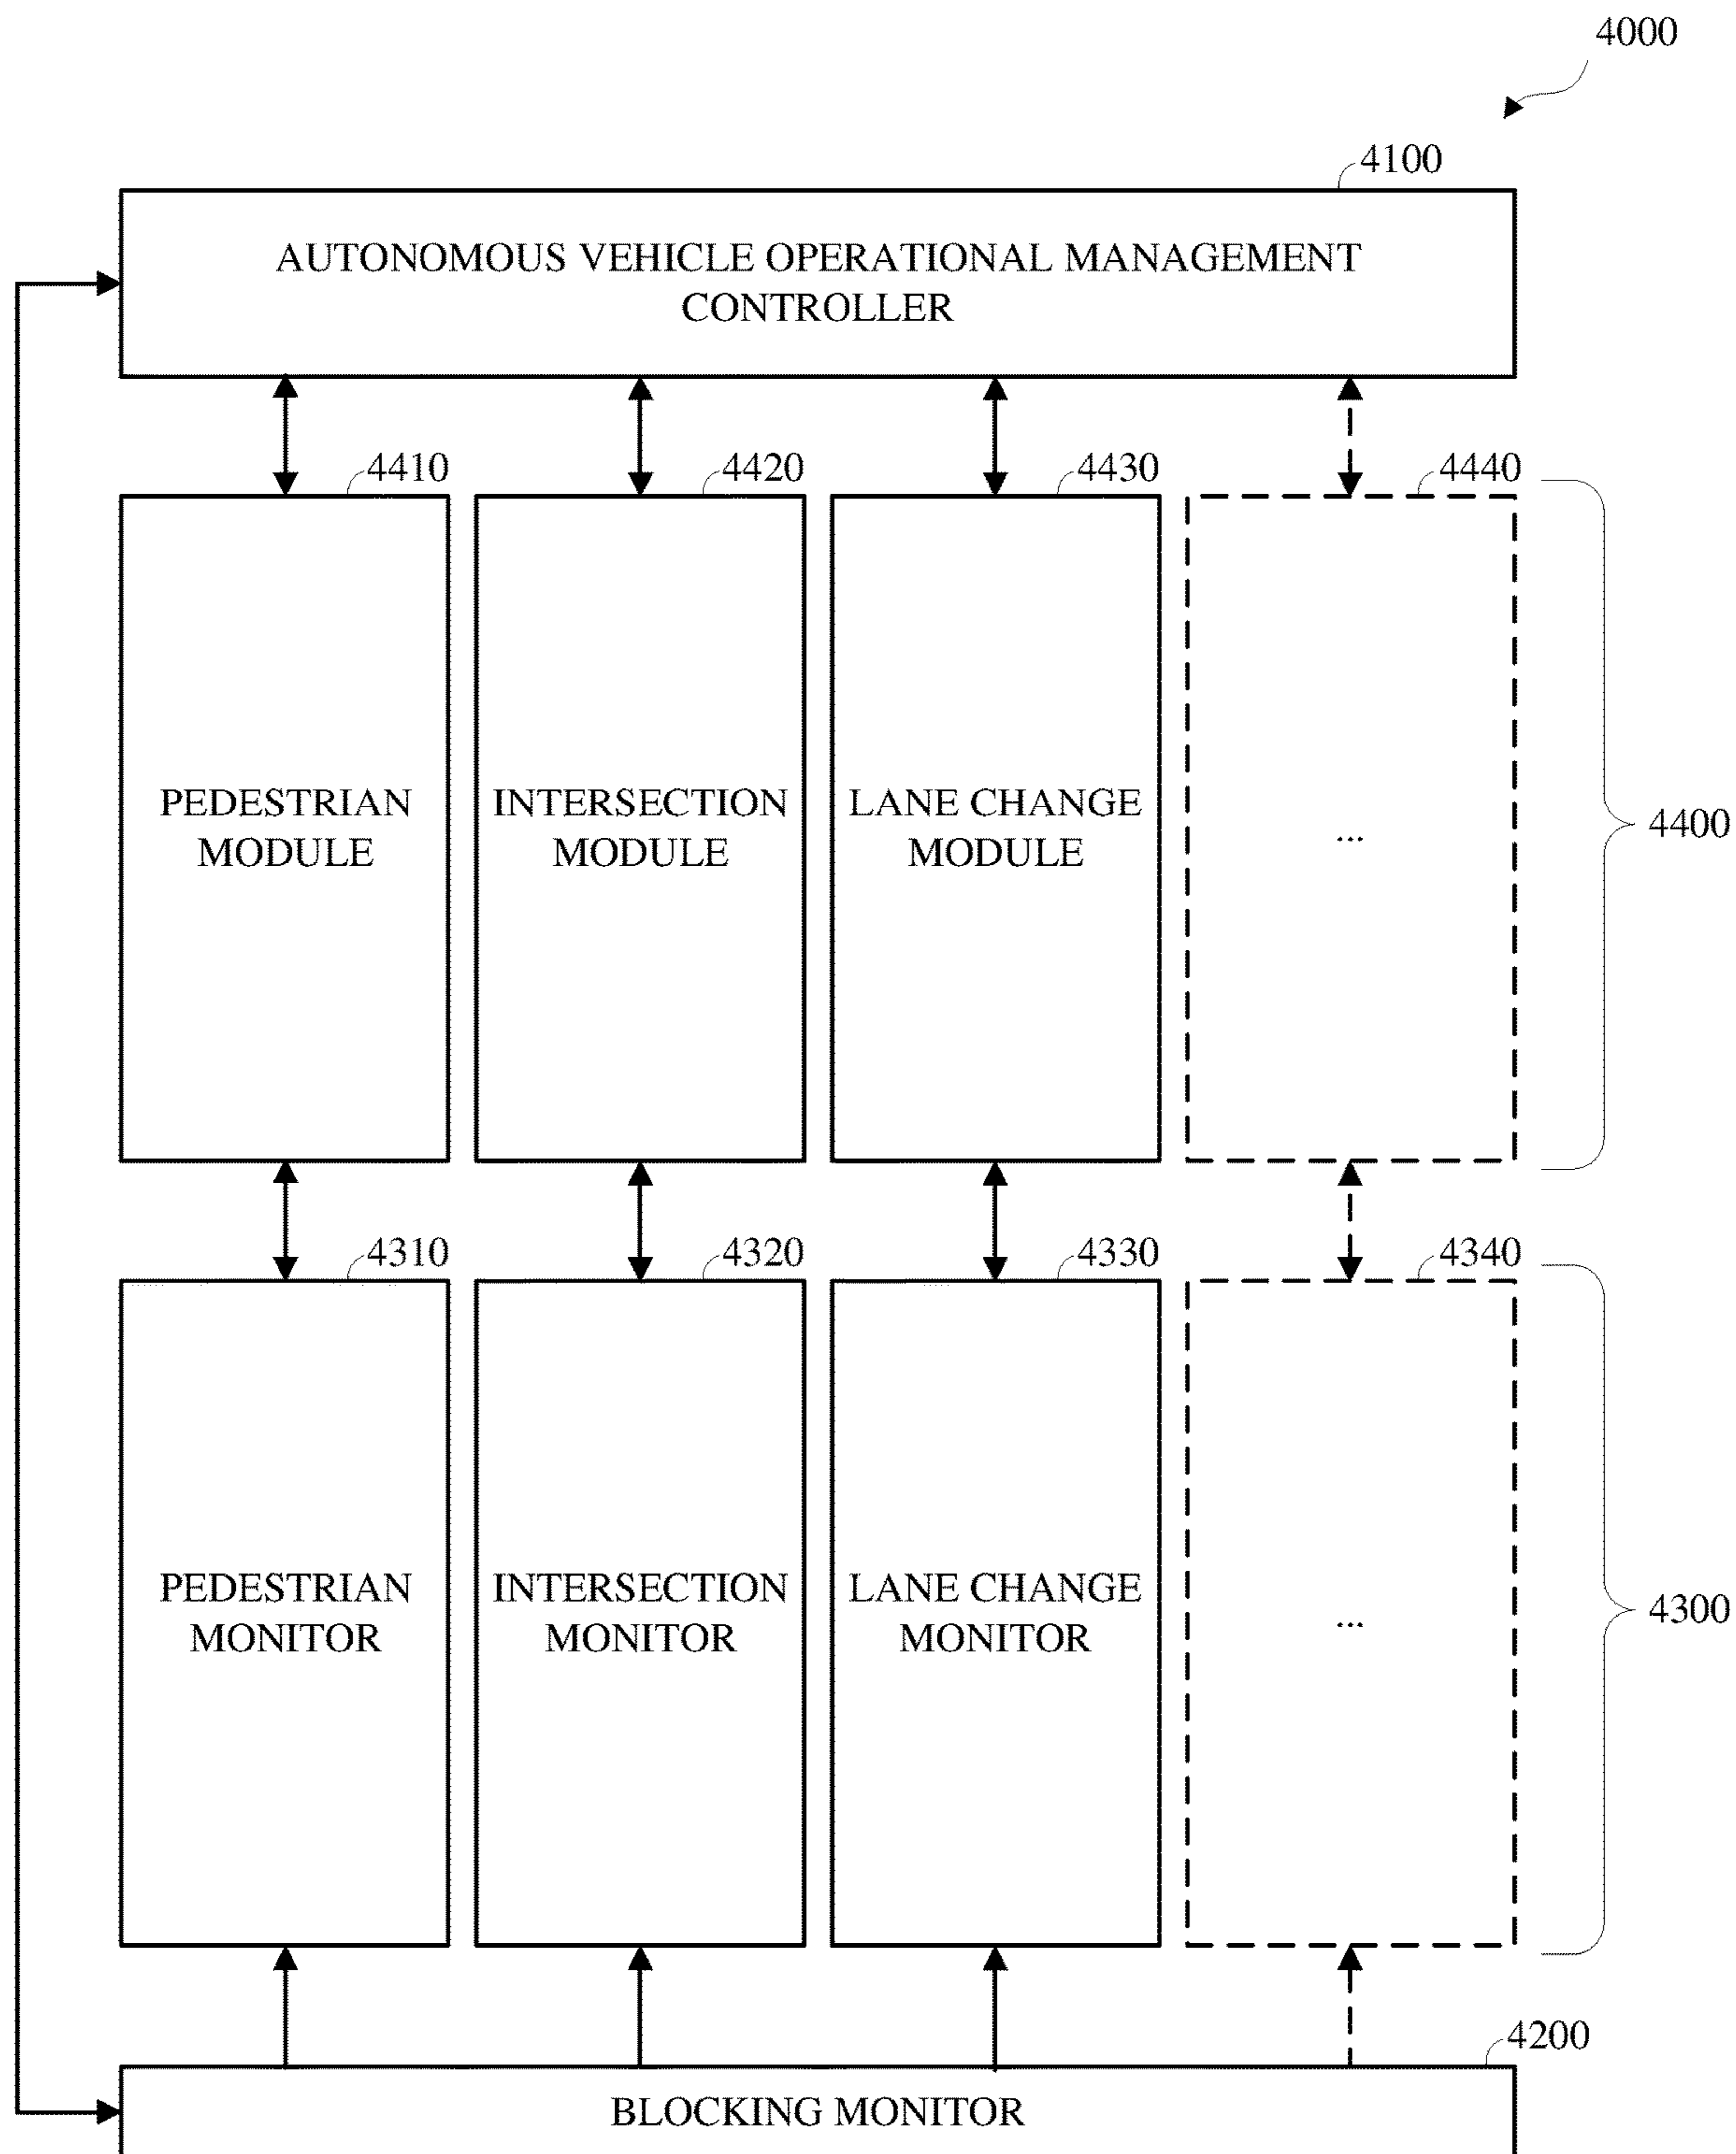 4000
4100
AUTONOMOUS VEHICLE OPERATIONAL MANAGEMENT
CONTROLLER
4410
4420
4430
4440
PEDESTRIAN
MODULE
INTERSECTION
MODULE
LANE CHANGE
MODULE
...
4400
4310
4320
4330
4340
PEDESTRIAN
MONITOR
INTERSECTION
MONITOR
LANE CHANGE
MONITOR
...
4300
4200
BLOCKING MONITOR